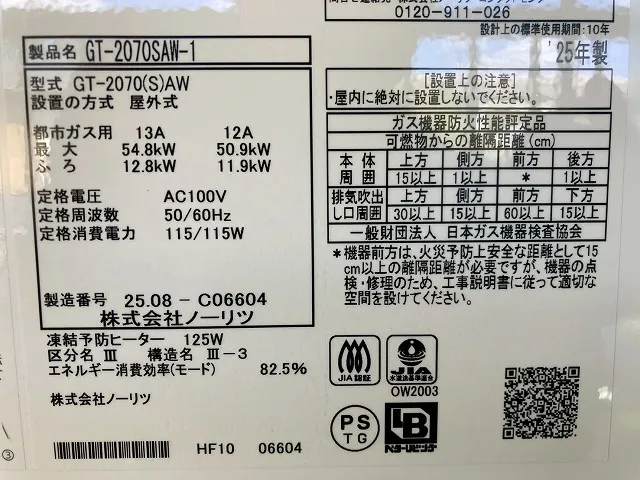 0120-911-026
設計上の標準使用期間:10年
製品名 GT-2070SAW-1
'25年製
型式 GT-2070(S)AW
設置の方式 屋外式
都市ガス用 13A 12A
最大 54.8kW 50.9kW
ふろ 12.8kW 11.9kW
定格電圧 AC100V
定格周波数 50/60Hz
定格消費電力 115/115W
製造番号 25.08-C06604
株式会社ノーリツ
凍結予防ヒーター 125W
区分名 Ⅲ 構造名 Ⅲ-3
エネルギー消費効率(モード) 82.5%
株式会社ノーリツ
HF10 06604
③
[設置上の注意]
・屋内に絶対に設置しないでください。
ガス機器防火性能評定品
可燃物からの離隔距離(cm)
本体周囲 上方 側方 前方 後方
15以上 1以上 * 1以上
排気吹出し口周囲 上方 側方 前方 下方
30以上 15以上 60以上 15以上
一般財団法人 日本ガス機器検査協会
*機器前方は、火災予防上安全な距離として15
cm以上の離隔距離が必要ですが、機器の点
検・修理のため、工事説明書に従って適切な
空間を設けてください。
JIA認証
JIA
水道法基準適合
OW2003
PS
TG
BL
ベターリビング